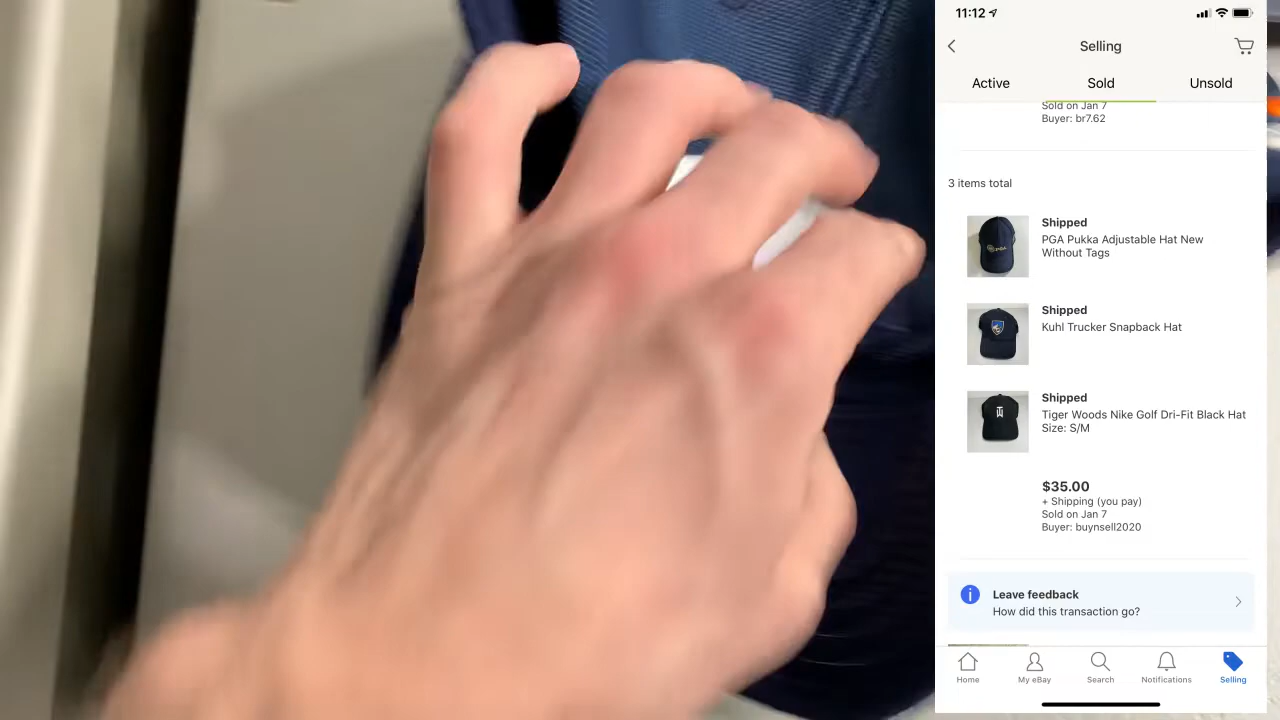 11:12
Selling
Active
Sold
Unsold
Sold on Jan 7
Buyer: br7.62
3 items total
Shipped
PGA Pukka Adjustable Hat New
Without Tags
Shipped
Kuhl Trucker Snapback Hat
Shipped
Tiger Woods Nike Golf Dri-Fit Black Hat
Size: S/M
$35.00
+ Shipping (you pay)
Sold on Jan 7
Buyer: buynsell2020
Leave feedback
How did this transaction go?
Home
My eBay
Search
Notifications
Selling